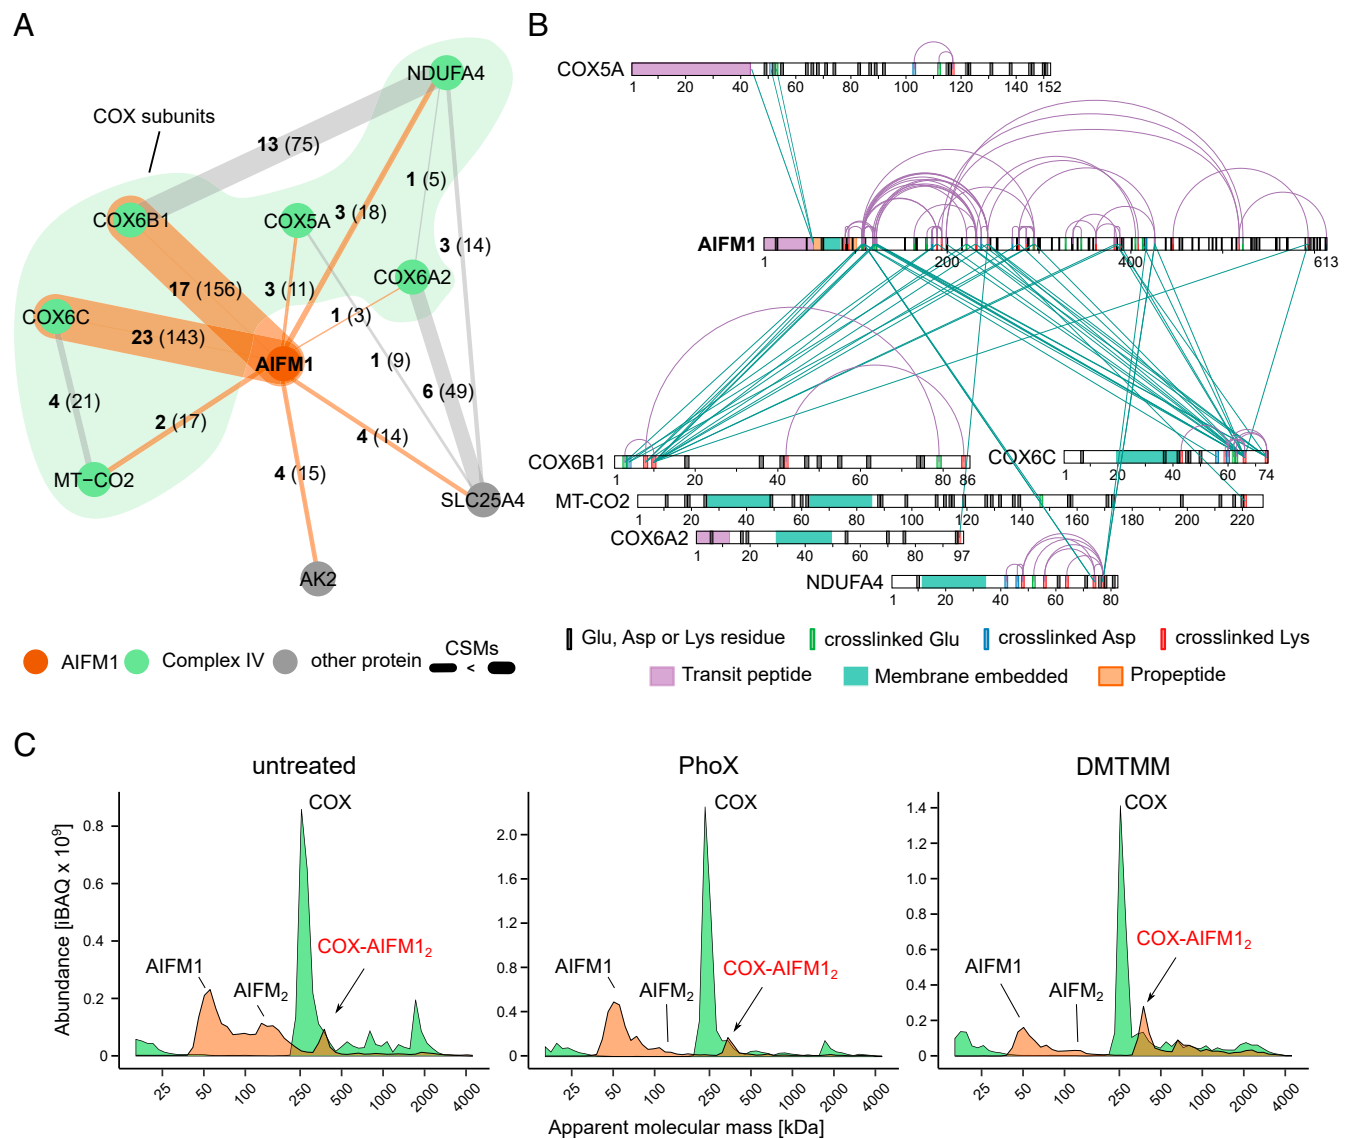 A
NDUFA4
COX subunits
13 (75)
1 (5)
COX6B1
COX5A
3 (18)
3 (14)
COX6A2
17 (156)
3 (11)
COX6C
1 (3)
23 (143)
AIFM1
1 (9)
4 (21)
6 (49)
2 (17)
4 (14)
4 (15)
MT−CO2
SLC25A4
AK2
AIFM1
Complex IV
other protein
CSMs
<
B
COX5A
1 20 40 60 80 100 120 140 152
AIFM1
1 200 400 613
COX6B1
1 20 40 60 80 86
COX6C
1 20 40 60 74
MT-CO2
1 20 40 60 80 100 120 140 160 180 200 220
COX6A2
1 20 40 60 80 97
NDUFA4
1 20 40 60 80
Glu, Asp or Lys residue
crosslinked Glu
crosslinked Asp
crosslinked Lys
Transit peptide
Membrane embedded
Propeptide
C
untreated
PhoX
DMTMM
Abundance [iBAQ x 10⁹]
0.8
0.6
0.4
0.2
0
COX
COX-AIFM1₂
AIFM1
AIFM₂
25 50 100 250 500 1000 2000 4000
2.0
1.6
1.2
0.8
0.4
0
COX
COX-AIFM1₂
AIFM1
AIFM₂
25 50 100 250 500 1000 2000 4000
1.4
1.2
1.0
0.8
0.6
0.4
0.2
0
COX
COX-AIFM1₂
AIFM1
AIFM₂
25 50 100 250 500 1000 2000 4000
Apparent molecular mass [kDa]